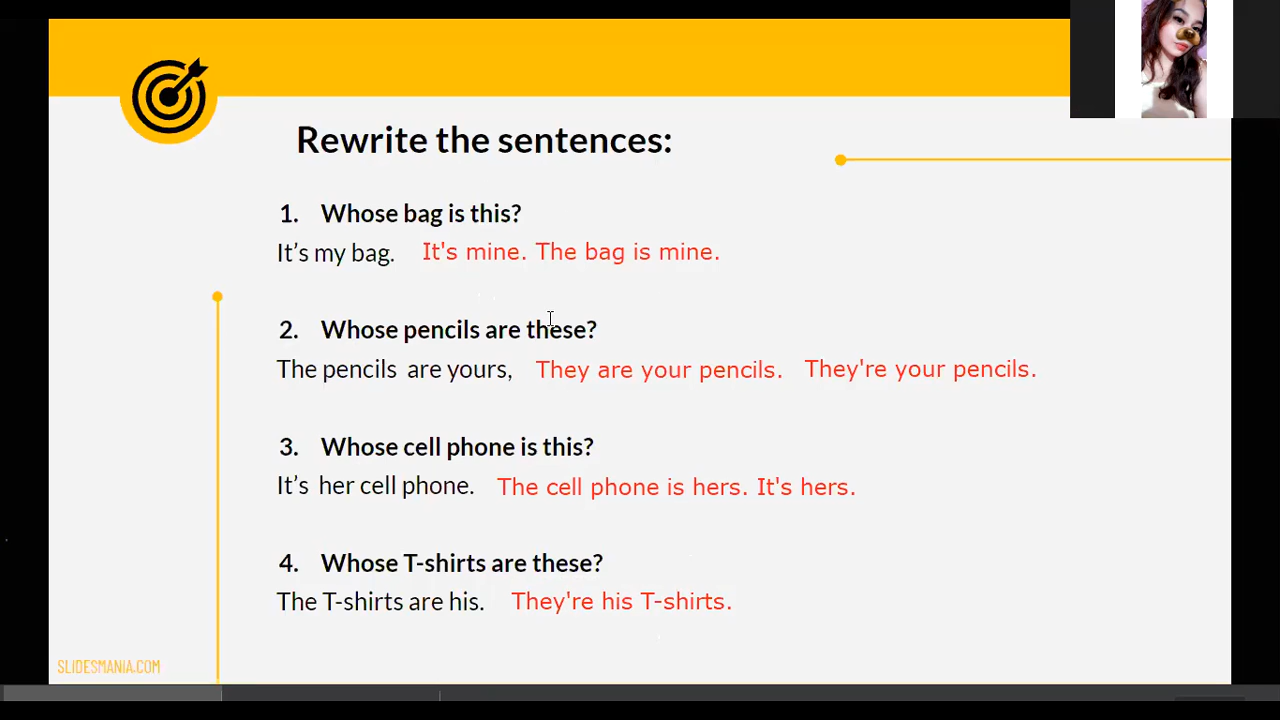 Rewrite the sentences:
1. Whose bag is this?
It's my bag. It's mine. The bag is mine.
2. Whose pencils are these?
The pencils are yours, They are your pencils. They're your pencils.
3. Whose cell phone is this?
It's her cell phone. The cell phone is hers. It's hers.
4. Whose T-shirts are these?
The T-shirts are his. They're his T-shirts.
SLIDESMANIA.COM